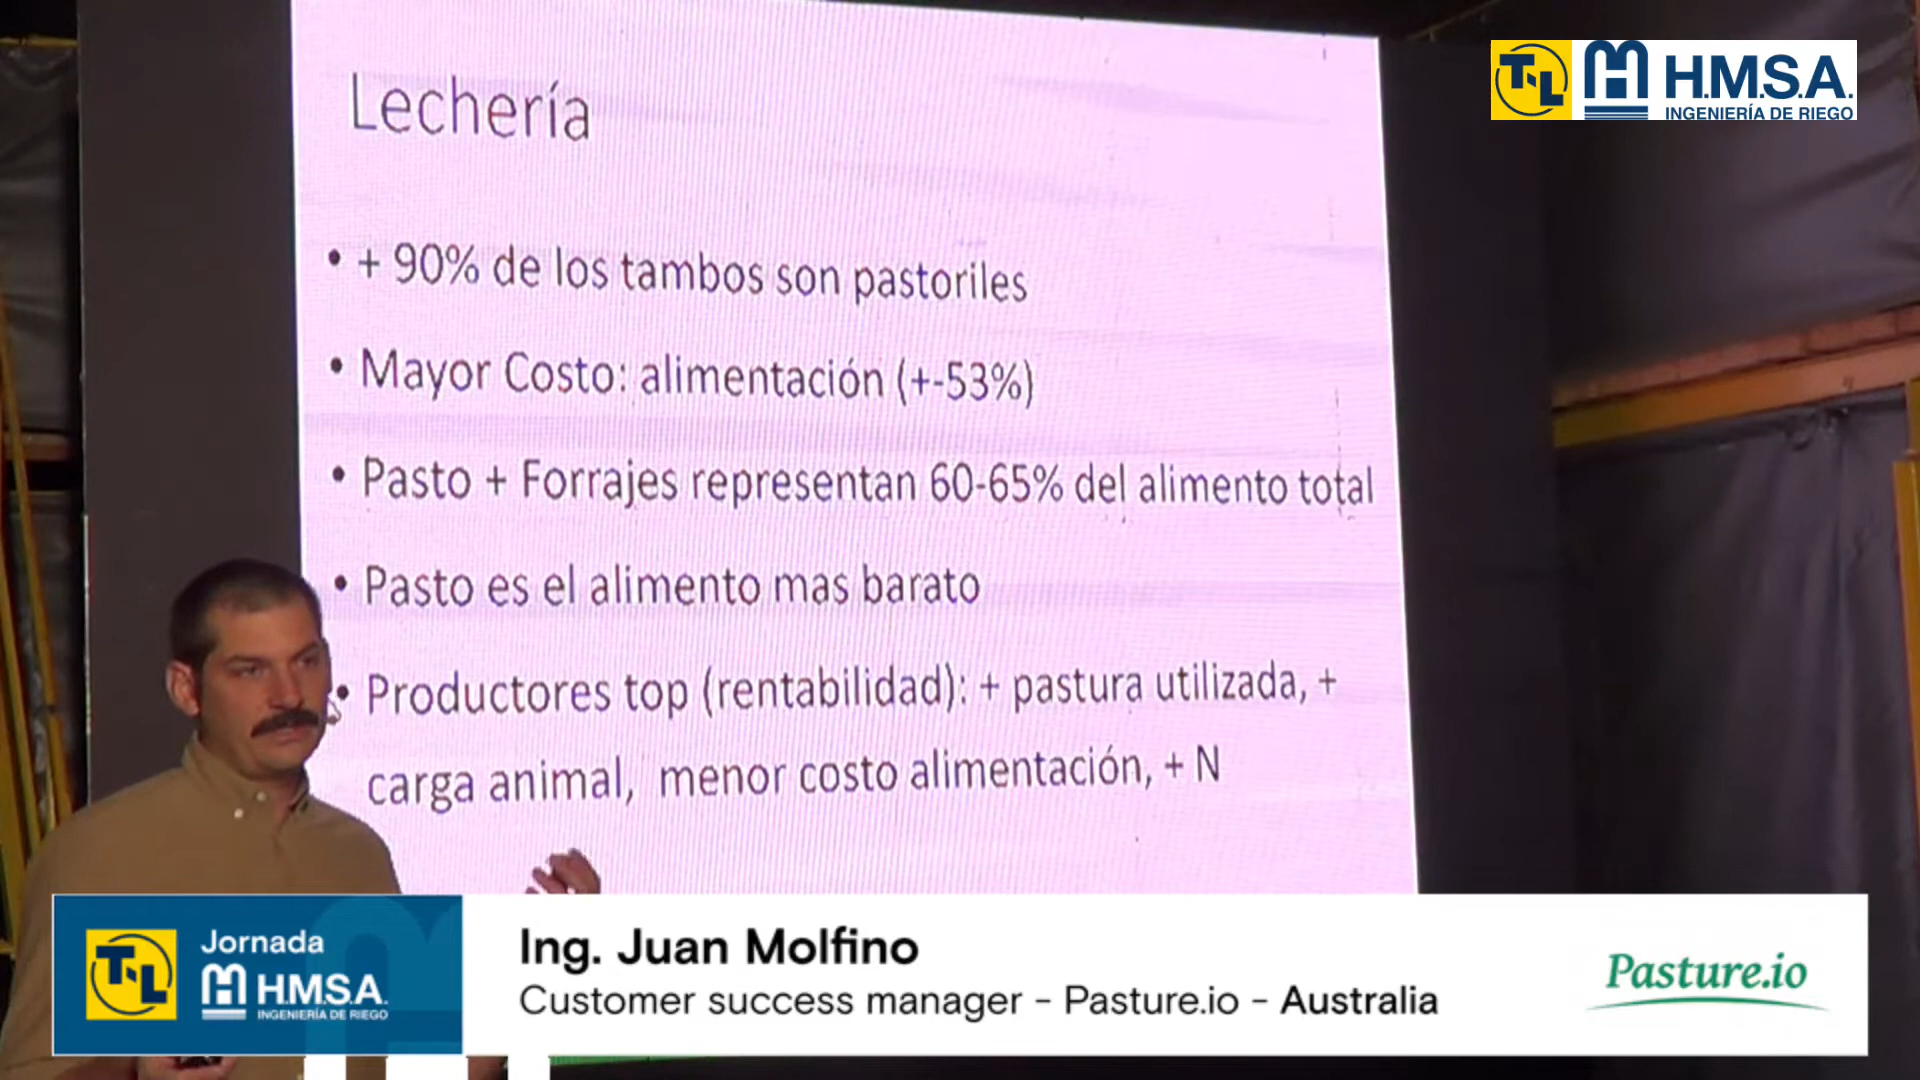 Lechería
T-L
H.M.S.A.
INGENIERÍA DE RIEGO
• + 90% de los tambos son pastoriles
• Mayor Costo: alimentación (+-53%)
• Pasto + Forrajes representan 60-65% del alimento total
• Pasto es el alimento mas barato
• Productores top (rentabilidad): + pastura utilizada, +
carga animal, menor costo alimentación, + N
T-L
Jornada
H.M.S.A.
INGENIERÍA DE RIEGO
Ing. Juan Molfino
Customer success manager - Pasture.io - Australia
Pasture.io